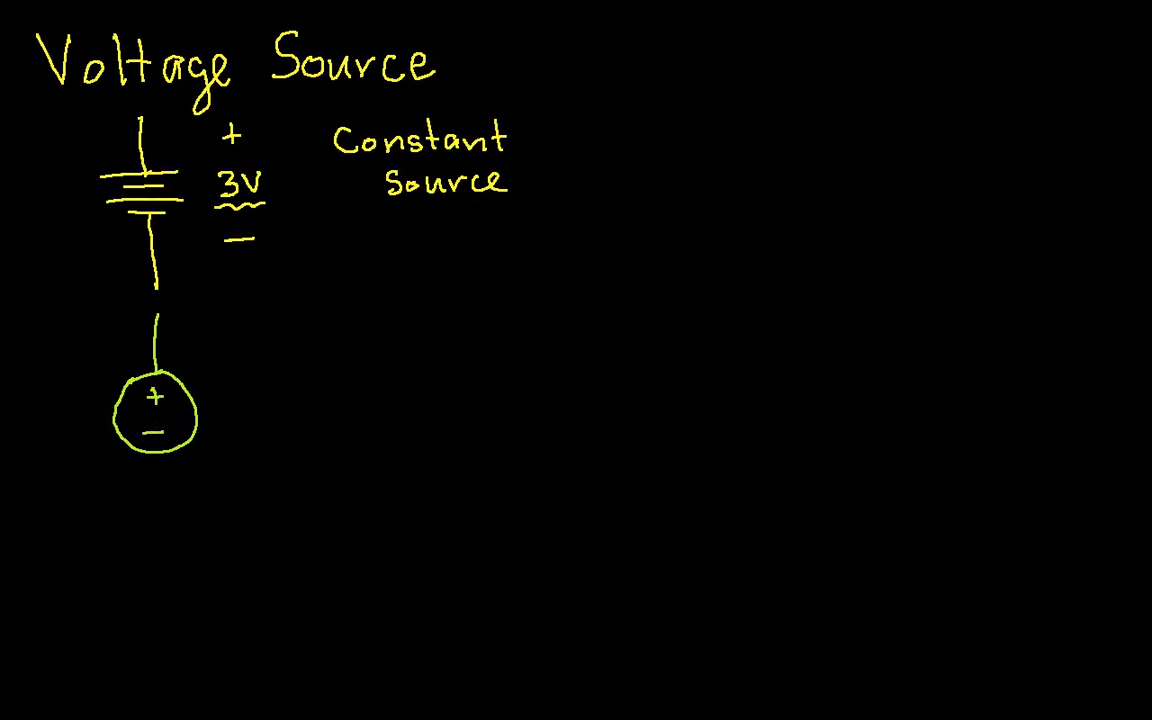 Voltage Source
+
Constant
3V
source
−
+
−